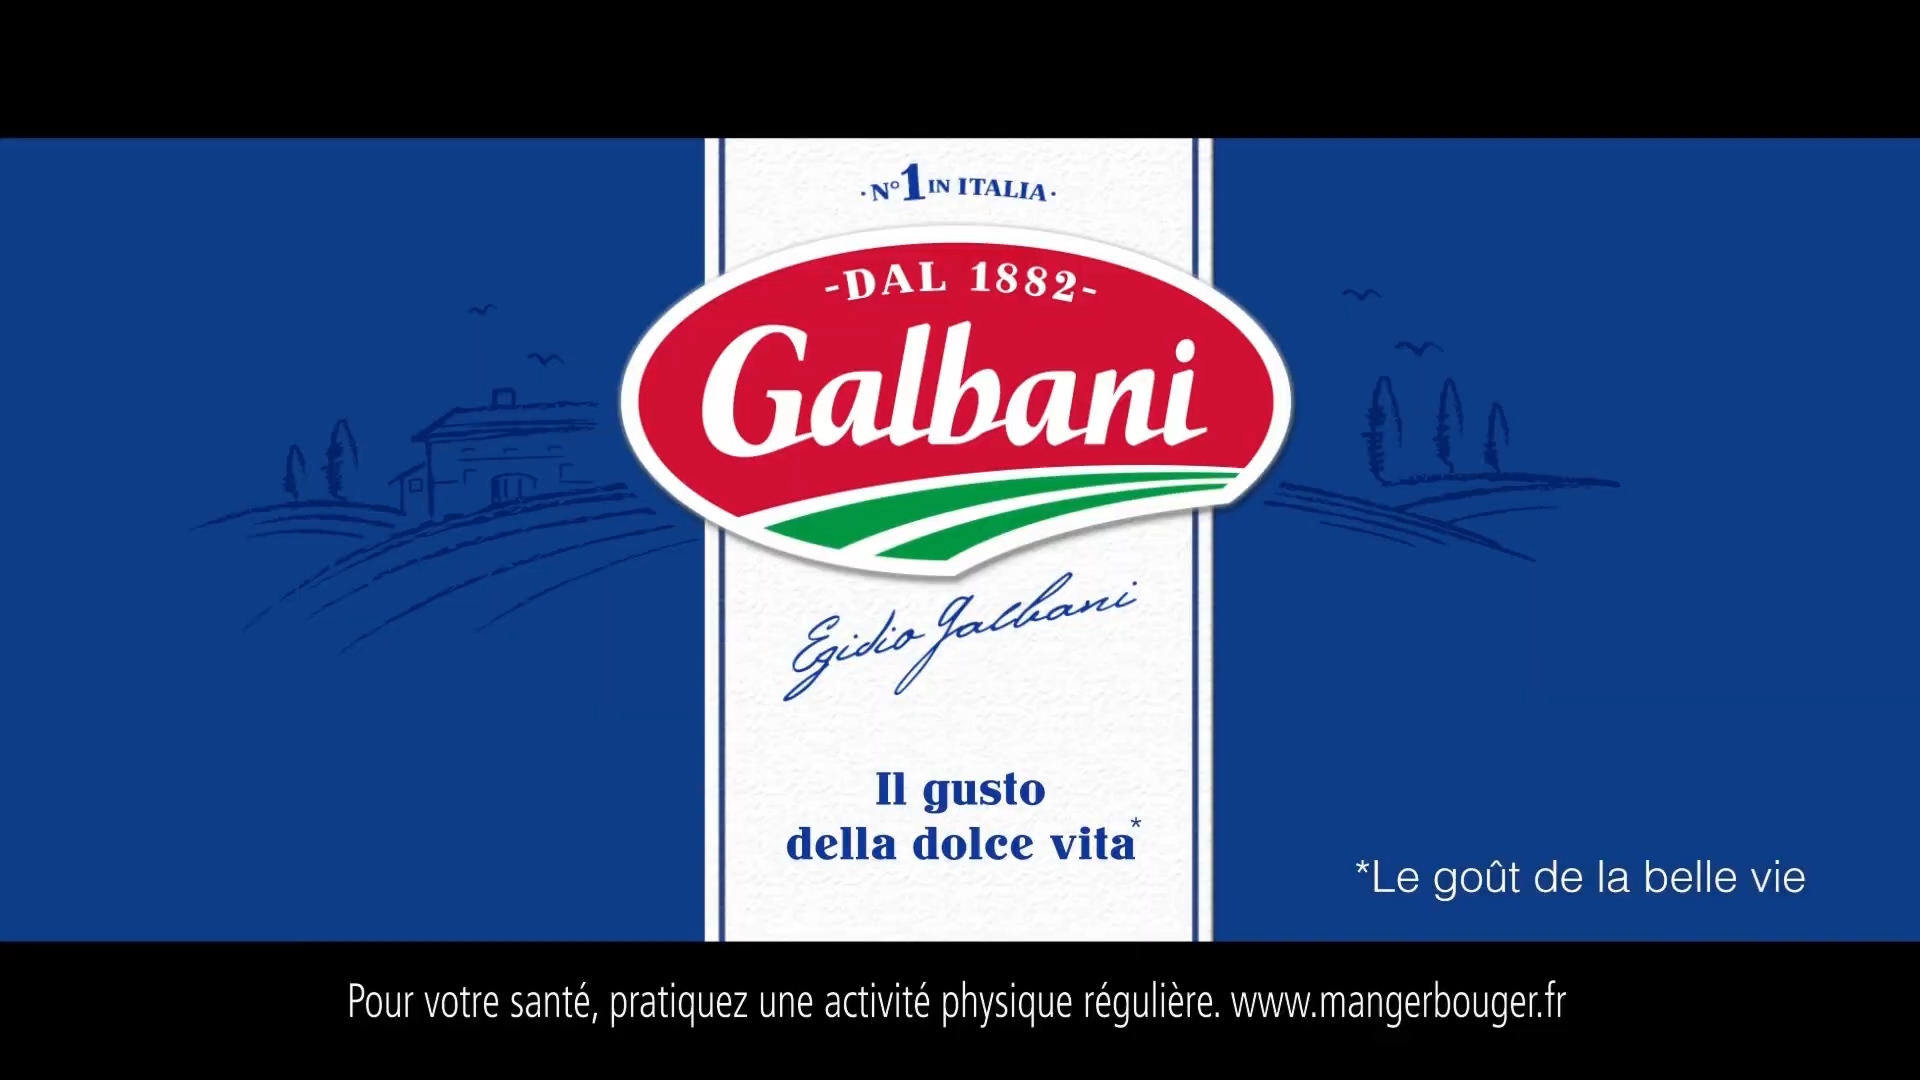 ·N°1 IN ITALIA·
-DAL 1882-
Galbani
Egidio Galbani
Il gusto
della dolce vita*
*Le goût de la belle vie
Pour votre santé, pratiquez une activité physique régulière. www.mangerbouger.fr